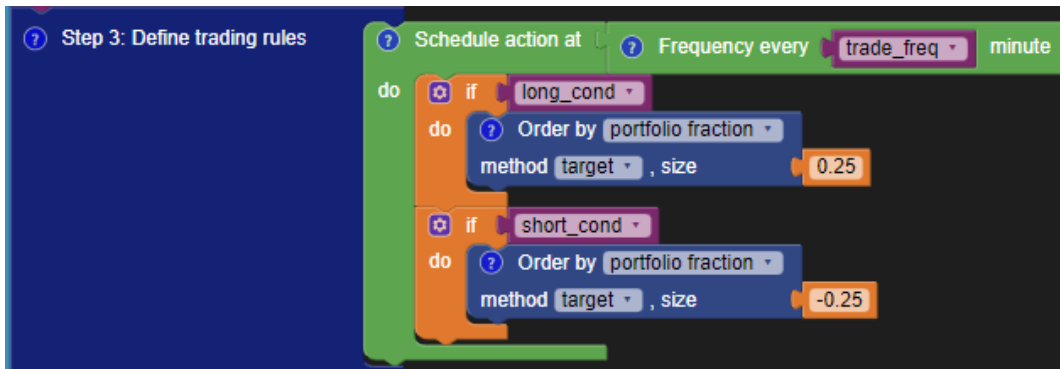 Step 3: Define trading rules
Schedule action at Frequency every trade_freq minute
do if long_cond
do Order by portfolio fraction
method target , size 0.25
if short_cond
do Order by portfolio fraction
method target , size -0.25